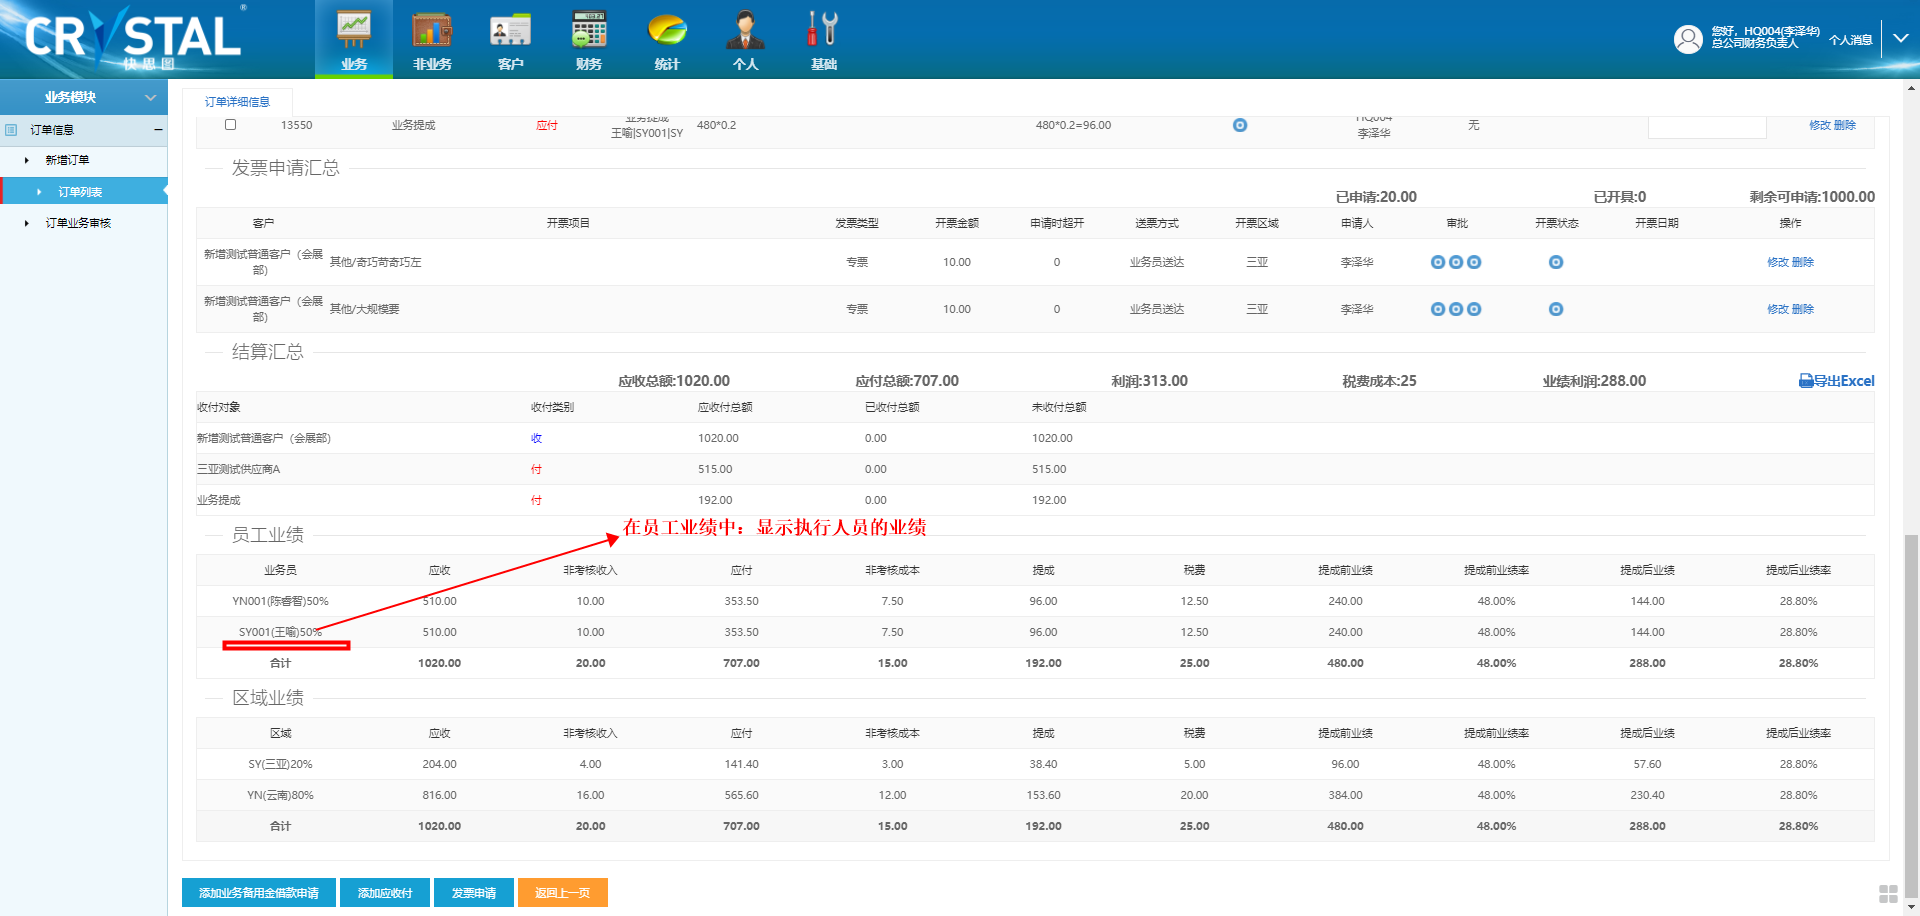 CRYSTAL ®
快思图
业务 非业务 客户 财务 统计 个人 基础
您好，HQ004(李泽华)
总公司财务负责人
个人消息
业务模块
订单信息
新增订单
订单列表
订单业务审核
订单详细信息
13550 业务提成 应付 业务提成 王喻|SY001|SY 480*0.2 480*0.2=96.00 HQ004 李泽华 无 修改 删除
发票申请汇总
已申请:20.00 已开具:0 剩余可申请:1000.00
客户 开票项目 发票类型 开票金额 申请时超开 送票方式 开票区域 申请人 审批 开票状态 开票日期 操作
新增测试普通客户（会展部） 其他/奇巧苛奇巧左 专票 10.00 0 业务员送达 三亚 李泽华 修改 删除
新增测试普通客户（会展部） 其他/大规模要 专票 10.00 0 业务员送达 三亚 李泽华 修改 删除
结算汇总
应收总额:1020.00 应付总额:707.00 利润:313.00 税费成本:25 业绩利润:288.00 导出Excel
收付对象 收付类别 应收付总额 已收付总额 未收付总额
新增测试普通客户（会展部） 收 1020.00 0.00 1020.00
三亚测试供应商A 付 515.00 0.00 515.00
业务提成 付 192.00 0.00 192.00
在员工业绩中：显示执行人员的业绩
员工业绩
业务员 应收 非考核收入 应付 非考核成本 提成 税费 提成前业绩 提成前业绩率 提成后业绩 提成后业绩率
YN001(陈睿智)50% 510.00 10.00 353.50 7.50 96.00 12.50 240.00 48.00% 144.00 28.80%
SY001(王喻)50% 510.00 10.00 353.50 7.50 96.00 12.50 240.00 48.00% 144.00 28.80%
合计 1020.00 20.00 707.00 15.00 192.00 25.00 480.00 48.00% 288.00 28.80%
区域业绩
区域 应收 非考核收入 应付 非考核成本 提成 税费 提成前业绩 提成前业绩率 提成后业绩 提成后业绩率
SY(三亚)20% 204.00 4.00 141.40 3.00 38.40 5.00 96.00 48.00% 57.60 28.80%
YN(云南)80% 816.00 16.00 565.60 12.00 153.60 20.00 384.00 48.00% 230.40 28.80%
合计 1020.00 20.00 707.00 15.00 192.00 25.00 480.00 48.00% 288.00 28.80%
添加业务备用金借款申请 添加应收付 发票申请 返回上一页